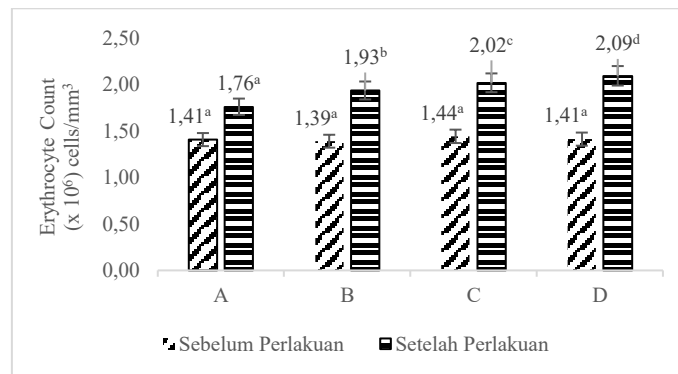 Erythrocyte Count
(x 10⁶) cells/mm³
2,50
2,00
1,50
1,00
0,50
0,00
1,41ᵃ
1,76ᵃ
1,39ᵃ
1,93ᵇ
1,44ᵃ
2,02ᶜ
1,41ᵃ
2,09ᵈ
A
B
C
D
Sebelum Perlakuan
Setelah Perlakuan